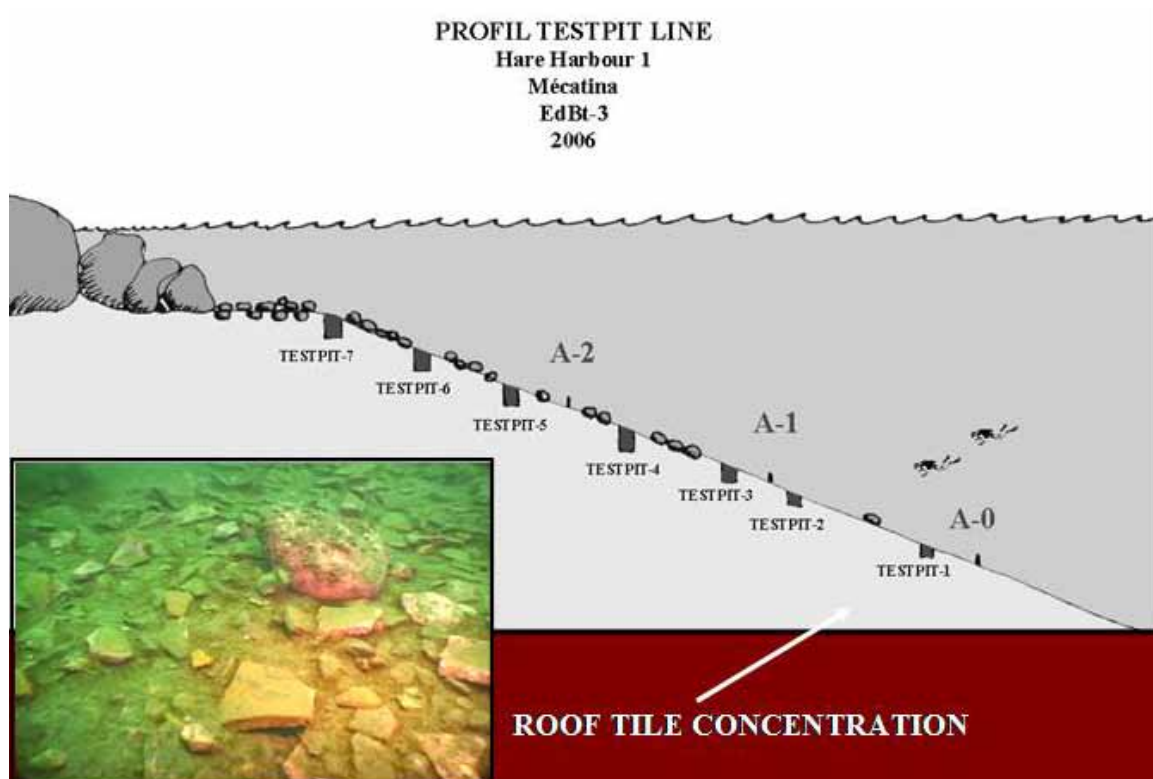 PROFIL TESTPIT LINE
Hare Harbour 1
Mécatina
EdBt-3
2006
TESTPIT-7
A-2
TESTPIT-6
TESTPIT-5
A-1
TESTPIT-4
TESTPIT-3
TESTPIT-2
A-0
TESTPIT-1
ROOF TILE CONCENTRATION